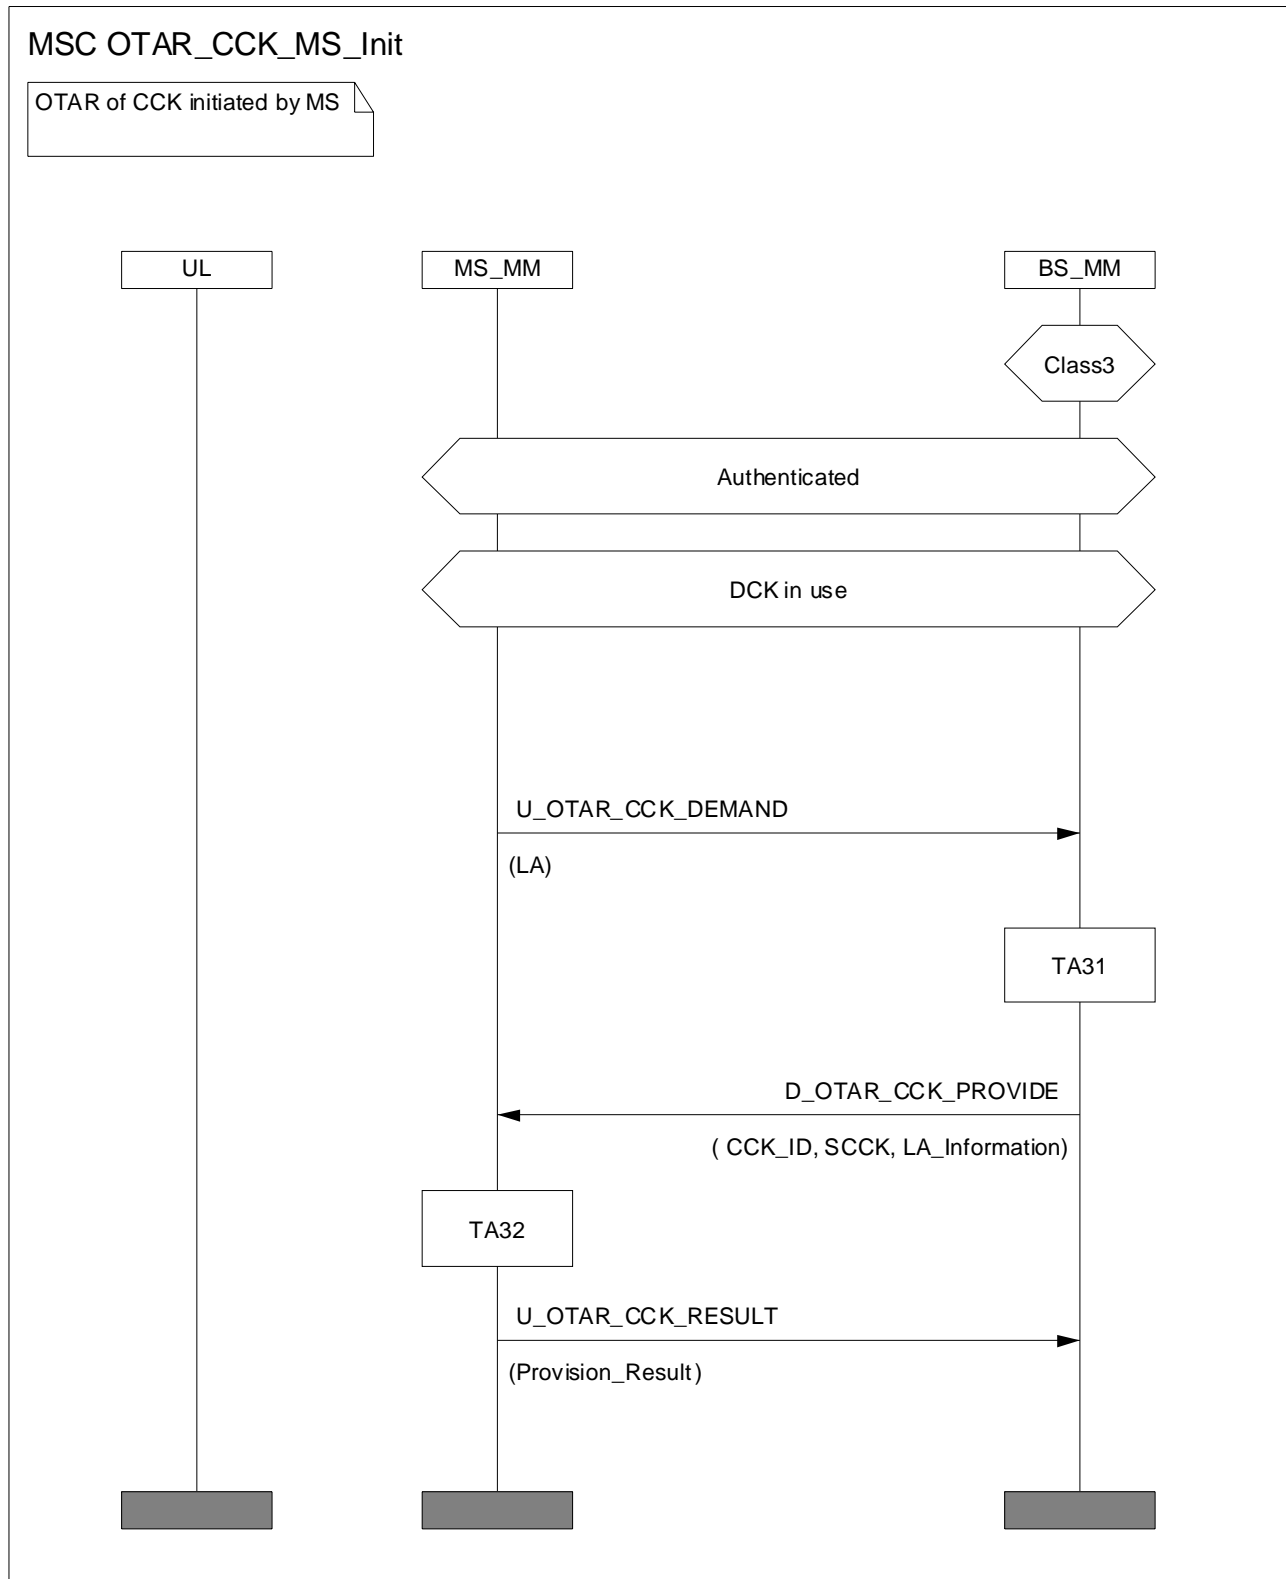 MSC OTAR_CCK_MS_Init
OTAR of CCK initiated by MS
UL
MS_MM
BS_MM
Class3
Authenticated
DCK in use
U_OTAR_CCK_DEMAND
(LA)
TA31
D_OTAR_CCK_PROVIDE
( CCK_ID, SCCK, LA_Information)
TA32
U_OTAR_CCK_RESULT
(Provision_Result)